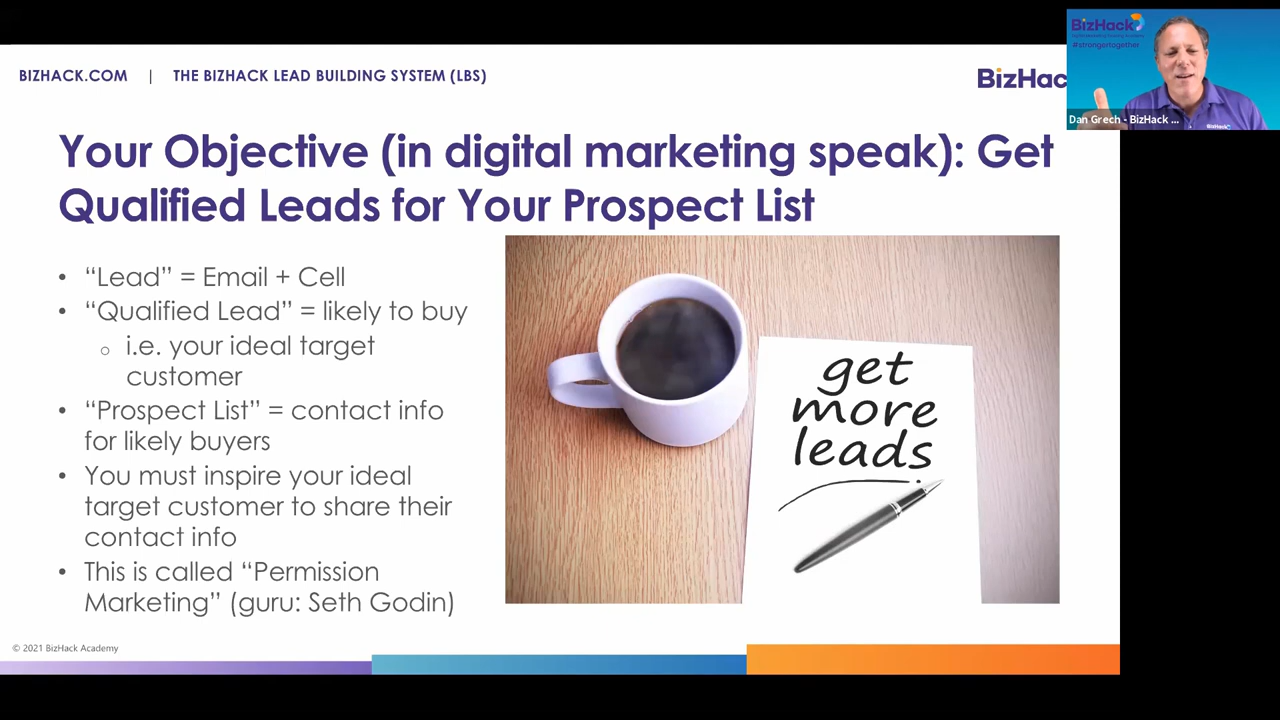 BIZHACK.COM | THE BIZHACK LEAD BUILDING SYSTEM (LBS)
BizHac
BizHack
#strongertogether
Dan Grech - BizHack ...
Your Objective (in digital marketing speak): Get
Qualified Leads for Your Prospect List
• “Lead” = Email + Cell
• “Qualified Lead” = likely to buy
o i.e. your ideal target
customer
• “Prospect List” = contact info
for likely buyers
• You must inspire your ideal
target customer to share their
contact info
• This is called “Permission
Marketing” (guru: Seth Godin)
get
more
leads
© 2021 BizHack Academy